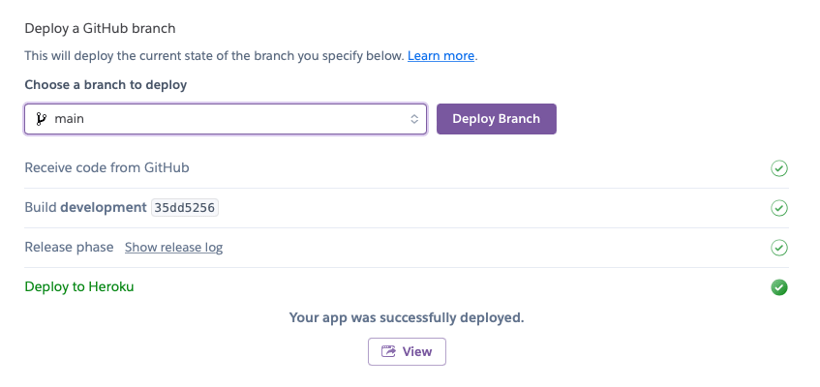 Deploy a GitHub branch
This will deploy the current state of the branch you specify below. Learn more.
Choose a branch to deploy
main Deploy Branch
Receive code from GitHub
Build development 35dd5256
Release phase Show release log
Deploy to Heroku
Your app was successfully deployed.
View